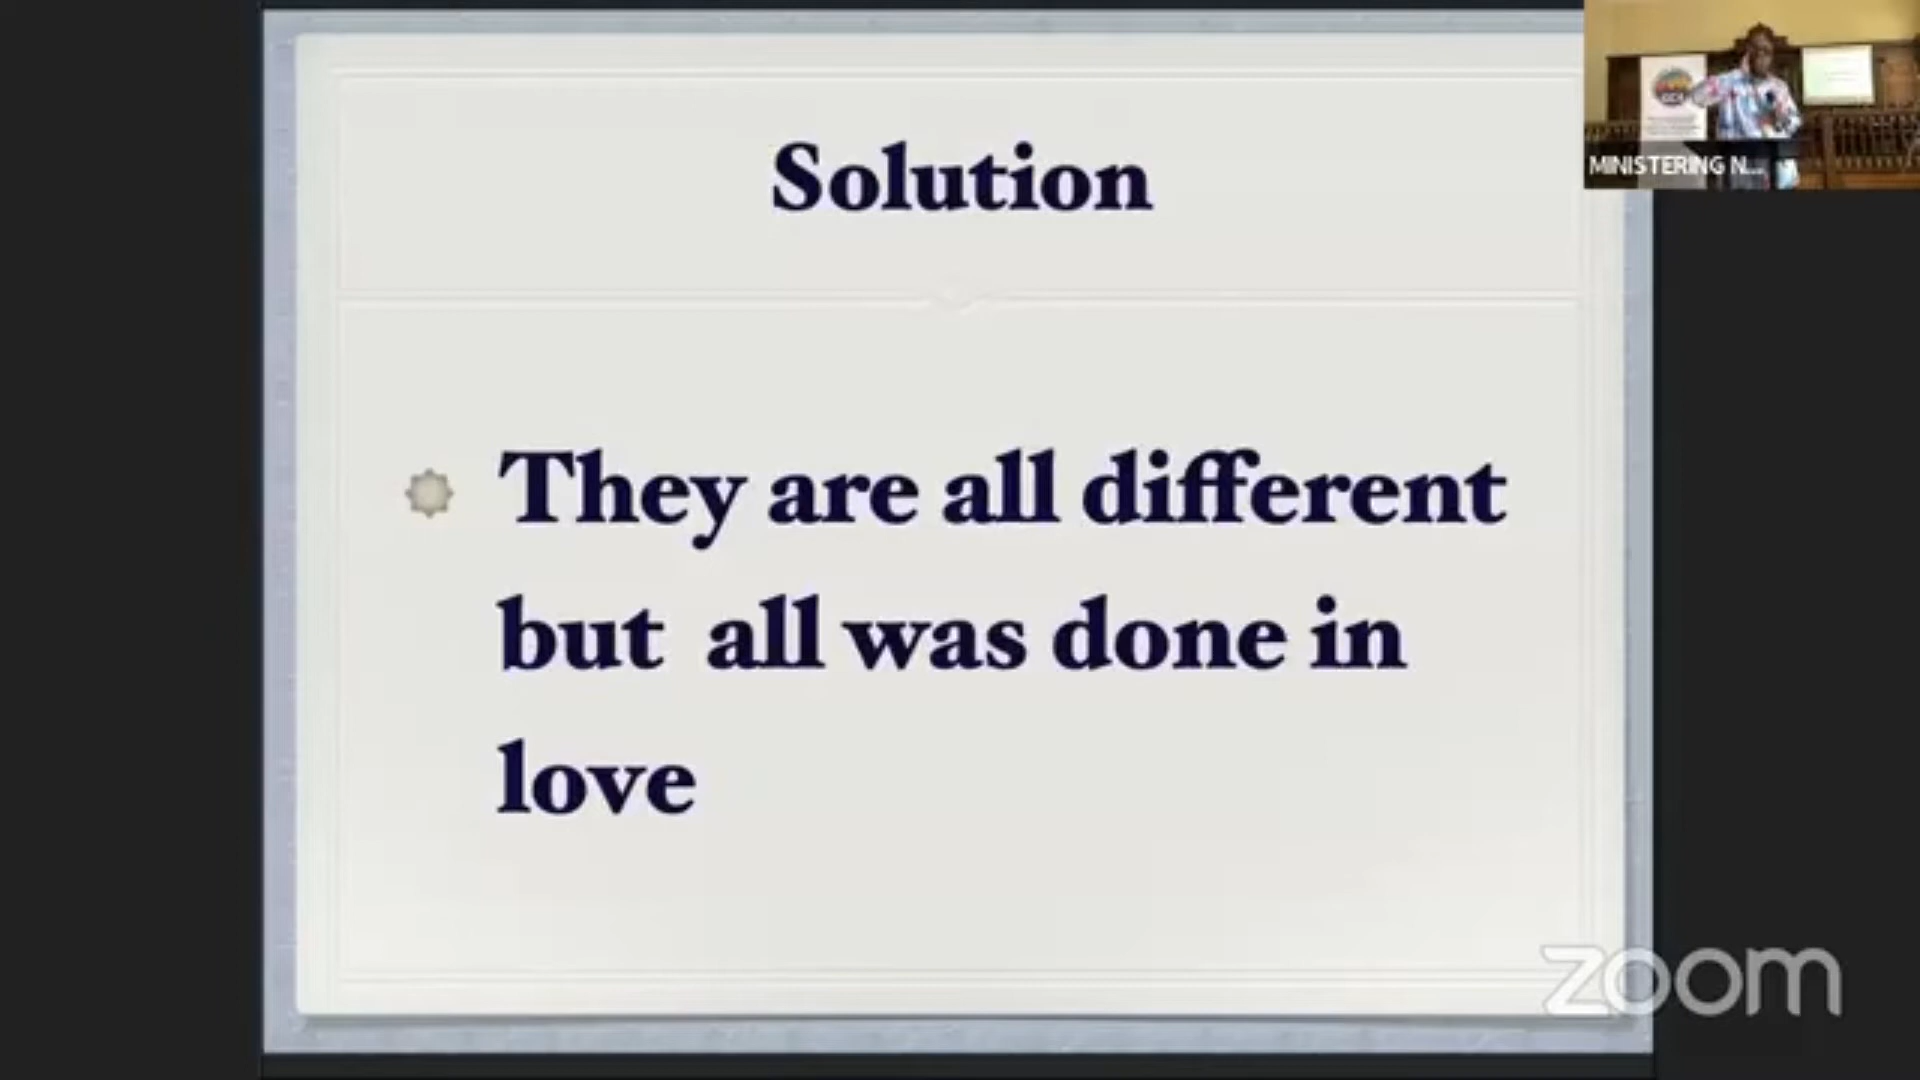 Solution
They are all different
but all was done in
love
MINISTERING N...
zoom